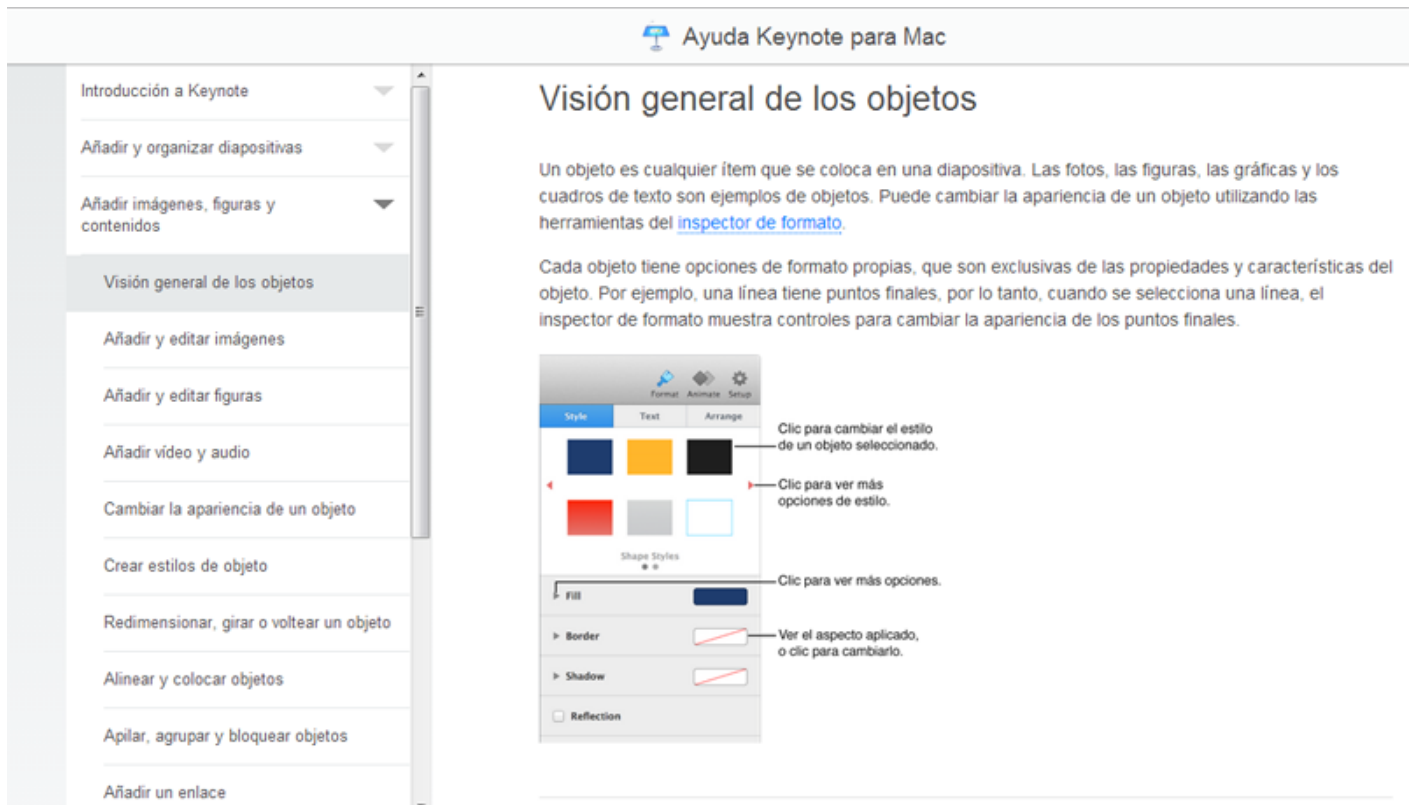 Ayuda Keynote para Mac
Introducción a Keynote
Añadir y organizar diapositivas
Añadir imágenes, figuras y
contenidos
Visión general de los objetos
Añadir y editar imágenes
Añadir y editar figuras
Añadir vídeo y audio
Cambiar la apariencia de un objeto
Crear estilos de objeto
Redimensionar, girar o voltear un objeto
Alinear y colocar objetos
Apilar, agrupar y bloquear objetos
Añadir un enlace
Visión general de los objetos
Un objeto es cualquier ítem que se coloca en una diapositiva. Las fotos, las figuras, las gráficas y los
cuadros de texto son ejemplos de objetos. Puede cambiar la apariencia de un objeto utilizando las
herramientas del inspector de formato.
Cada objeto tiene opciones de formato propias, que son exclusivas de las propiedades y características del
objeto. Por ejemplo, una línea tiene puntos finales, por lo tanto, cuando se selecciona una línea, el
inspector de formato muestra controles para cambiar la apariencia de los puntos finales.
Format Animate Setup
Style Text Arrange
Clic para cambiar el estilo
de un objeto seleccionado.
Clic para ver más
opciones de estilo.
Shape Styles
Clic para ver más opciones.
Fill
Border
Ver el aspecto aplicado,
o clic para cambiarlo.
Shadow
Reflection